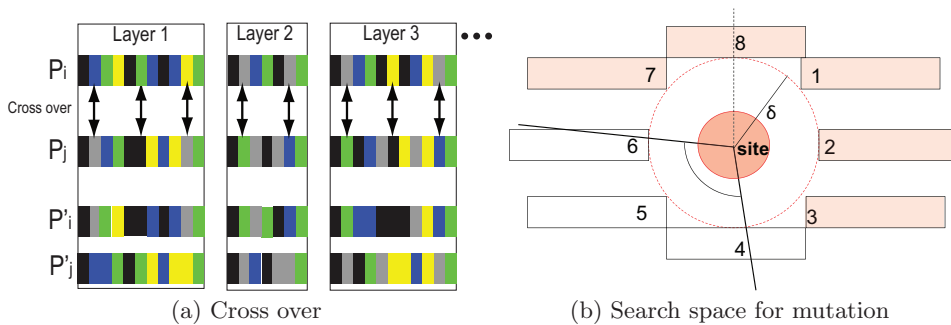 Layer 1
Layer 2
Layer 3
•••
Pi
Cross over
Pj
P'i
P'j
(a) Cross over
8
7
1
δ
6
site
2
5
4
3
(b) Search space for mutation